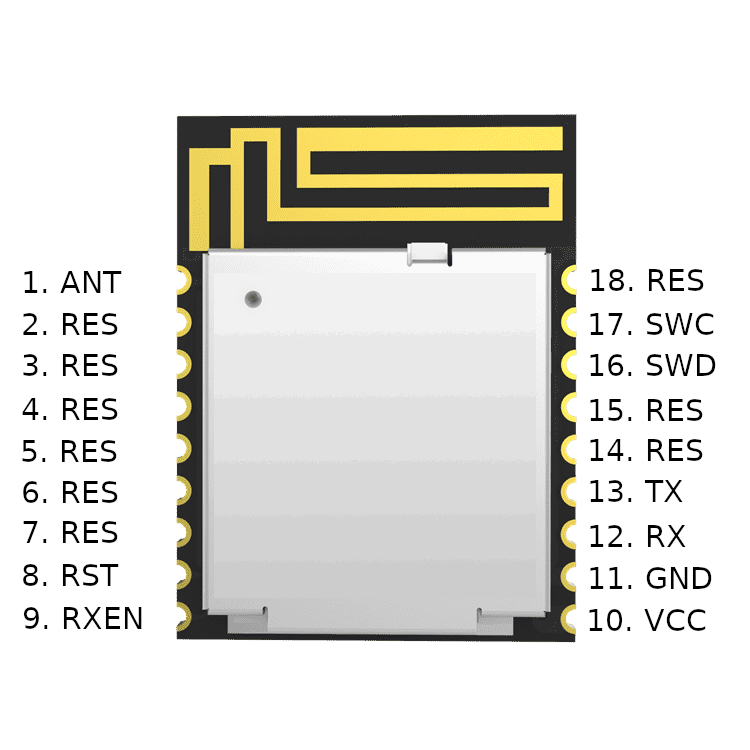 1. ANT
2. RES
3. RES
4. RES
5. RES
6. RES
7. RES
8. RST
9. RXEN
18. RES
17. SWC
16. SWD
15. RES
14. RES
13. TX
12. RX
11. GND
10. VCC